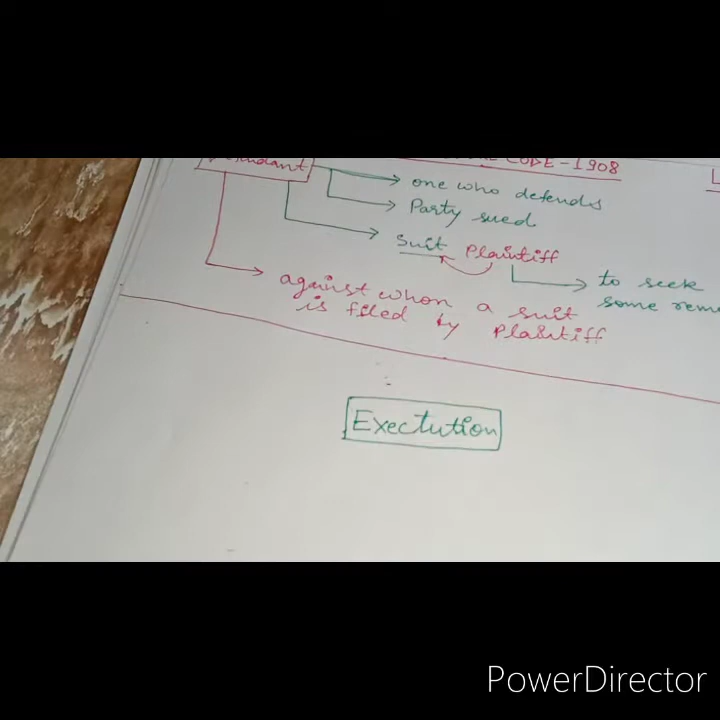 CODE-1908
one who defends
Party sued
Suit Plaintiff
to seek
some
against whom a suit
is filed by Plaintiff
Exectution
PowerDirector